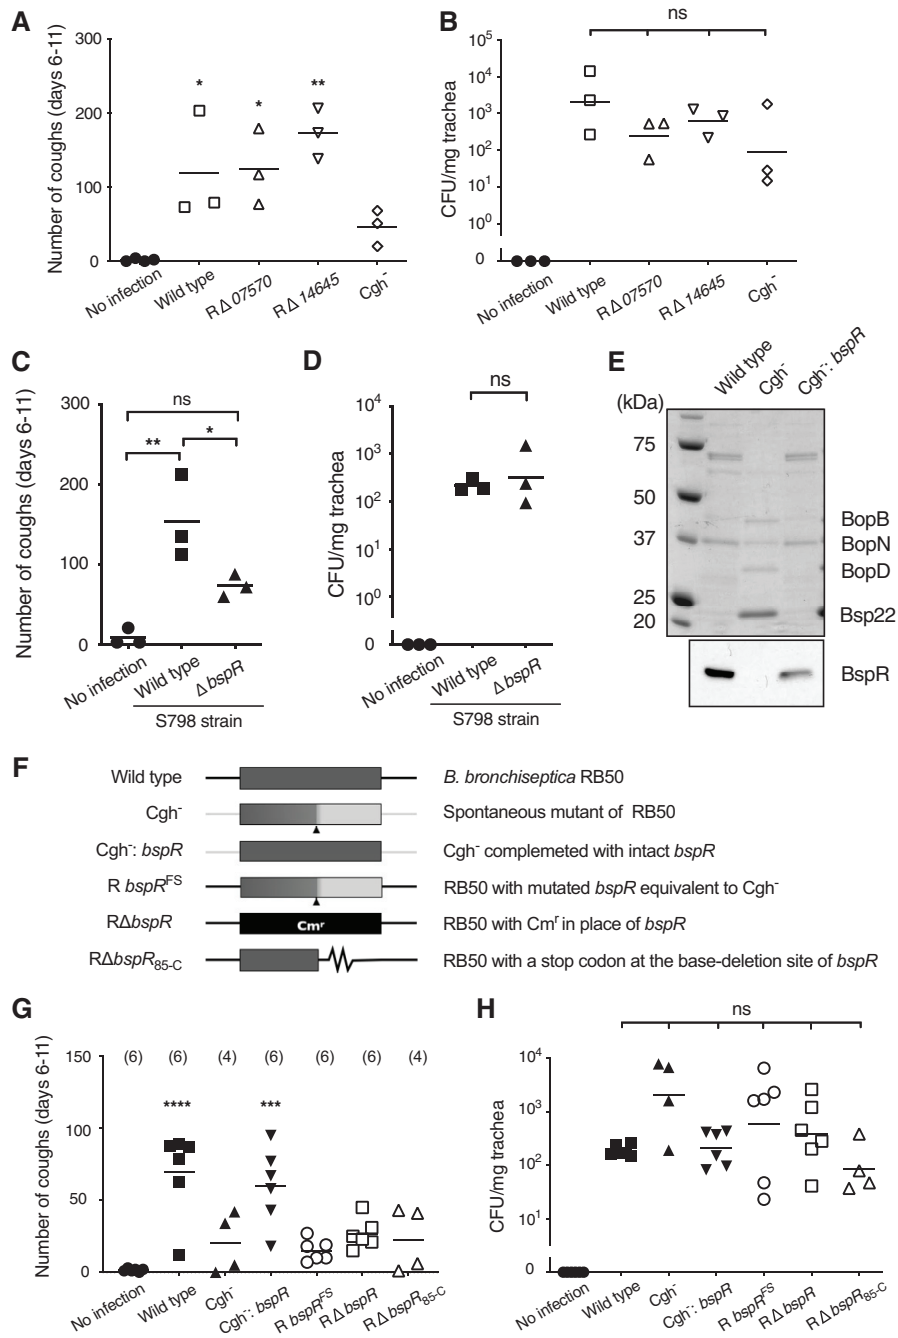 A
Number of coughs (days 6-11)
300
200
100
0
*
*
**
No infection
Wild type
RΔ07570
RΔ14645
Cgh⁻
B
CFU/mg trachea
10⁵
10⁴
10³
10²
10¹
10⁰
0
ns
No infection
Wild type
RΔ07570
RΔ14645
Cgh⁻
C
Number of coughs (days 6-11)
300
200
100
0
ns
**
*
No infection
Wild type
ΔbspR
S798 strain
D
CFU/mg trachea
10⁴
10³
10²
10¹
10⁰
0
ns
No infection
Wild type
ΔbspR
S798 strain
E
Wild type
Cgh⁻
Cgh⁻: bspR
(kDa)
75
50
37
25
20
BopB
BopN
BopD
Bsp22
BspR
F
Wild type
B. bronchiseptica RB50
Cgh⁻
Spontaneous mutant of RB50
Cgh⁻: bspR
Cgh⁻ complemeted with intact bspR
R bspRFS
RB50 with mutated bspR equivalent to Cgh⁻
RΔbspR
Cmʳ
RB50 with Cmʳ in place of bspR
RΔbspR85-C
RB50 with a stop codon at the base-deletion site of bspR
G
Number of coughs (days 6-11)
150
100
50
0
(6) (6) (4) (6) (6) (6) (4)
****
***
No infection
Wild type
Cgh⁻
Cgh⁻: bspR
R bspRFS
RΔbspR
RΔbspR85-C
H
CFU/mg trachea
10⁴
10³
10²
10¹
0
ns
No infection
Wild type
Cgh⁻
Cgh⁻: bspR
R bspRFS
RΔbspR
RΔbspR85-C